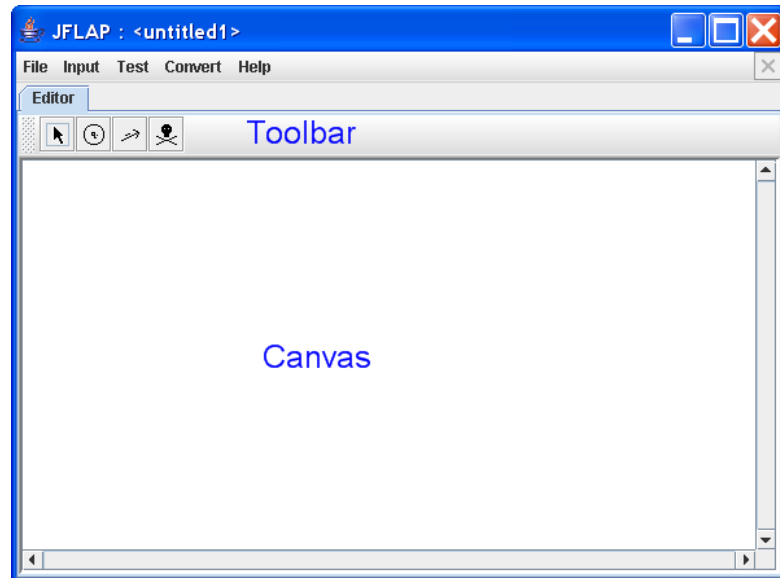 JFLAP : <untitled1>
File Input Test Convert Help
Editor
Toolbar
Canvas